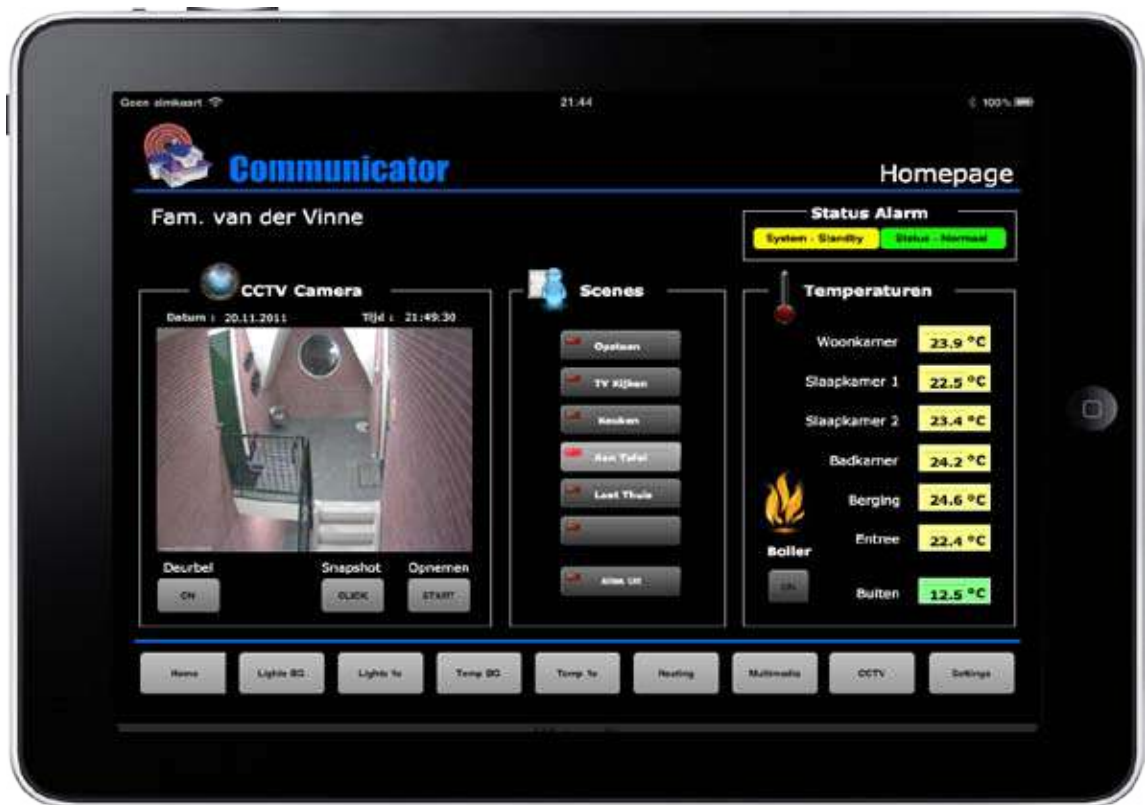 Geen simkaart
21.44
100%
Communicator
Homepage
Fam. van der Vinne
Status Alarm
System - Standby
Status - Normaal
CCTV Camera
Datum : 20.11.2011
Tijd : 21:49:30
Deurbel
ON
Snapshot
CLICK
Opnemen
START
Scenes
Opstaan
TV Kijken
Keuken
Aan Tafel
Laat Thuis
Alles Uit
Temperaturen
Woonkamer 23.9 °C
Slaapkamer 1 22.5 °C
Slaapkamer 2 23.4 °C
Badkamer 24.2 °C
Berging 24.6 °C
Entree 22.4 °C
Boiler
ON
Buiten 12.5 °C
Home
Lights BG
Lights 1e
Temp BG
Temp 1e
Heating
Multimedia
CCTV
Settings